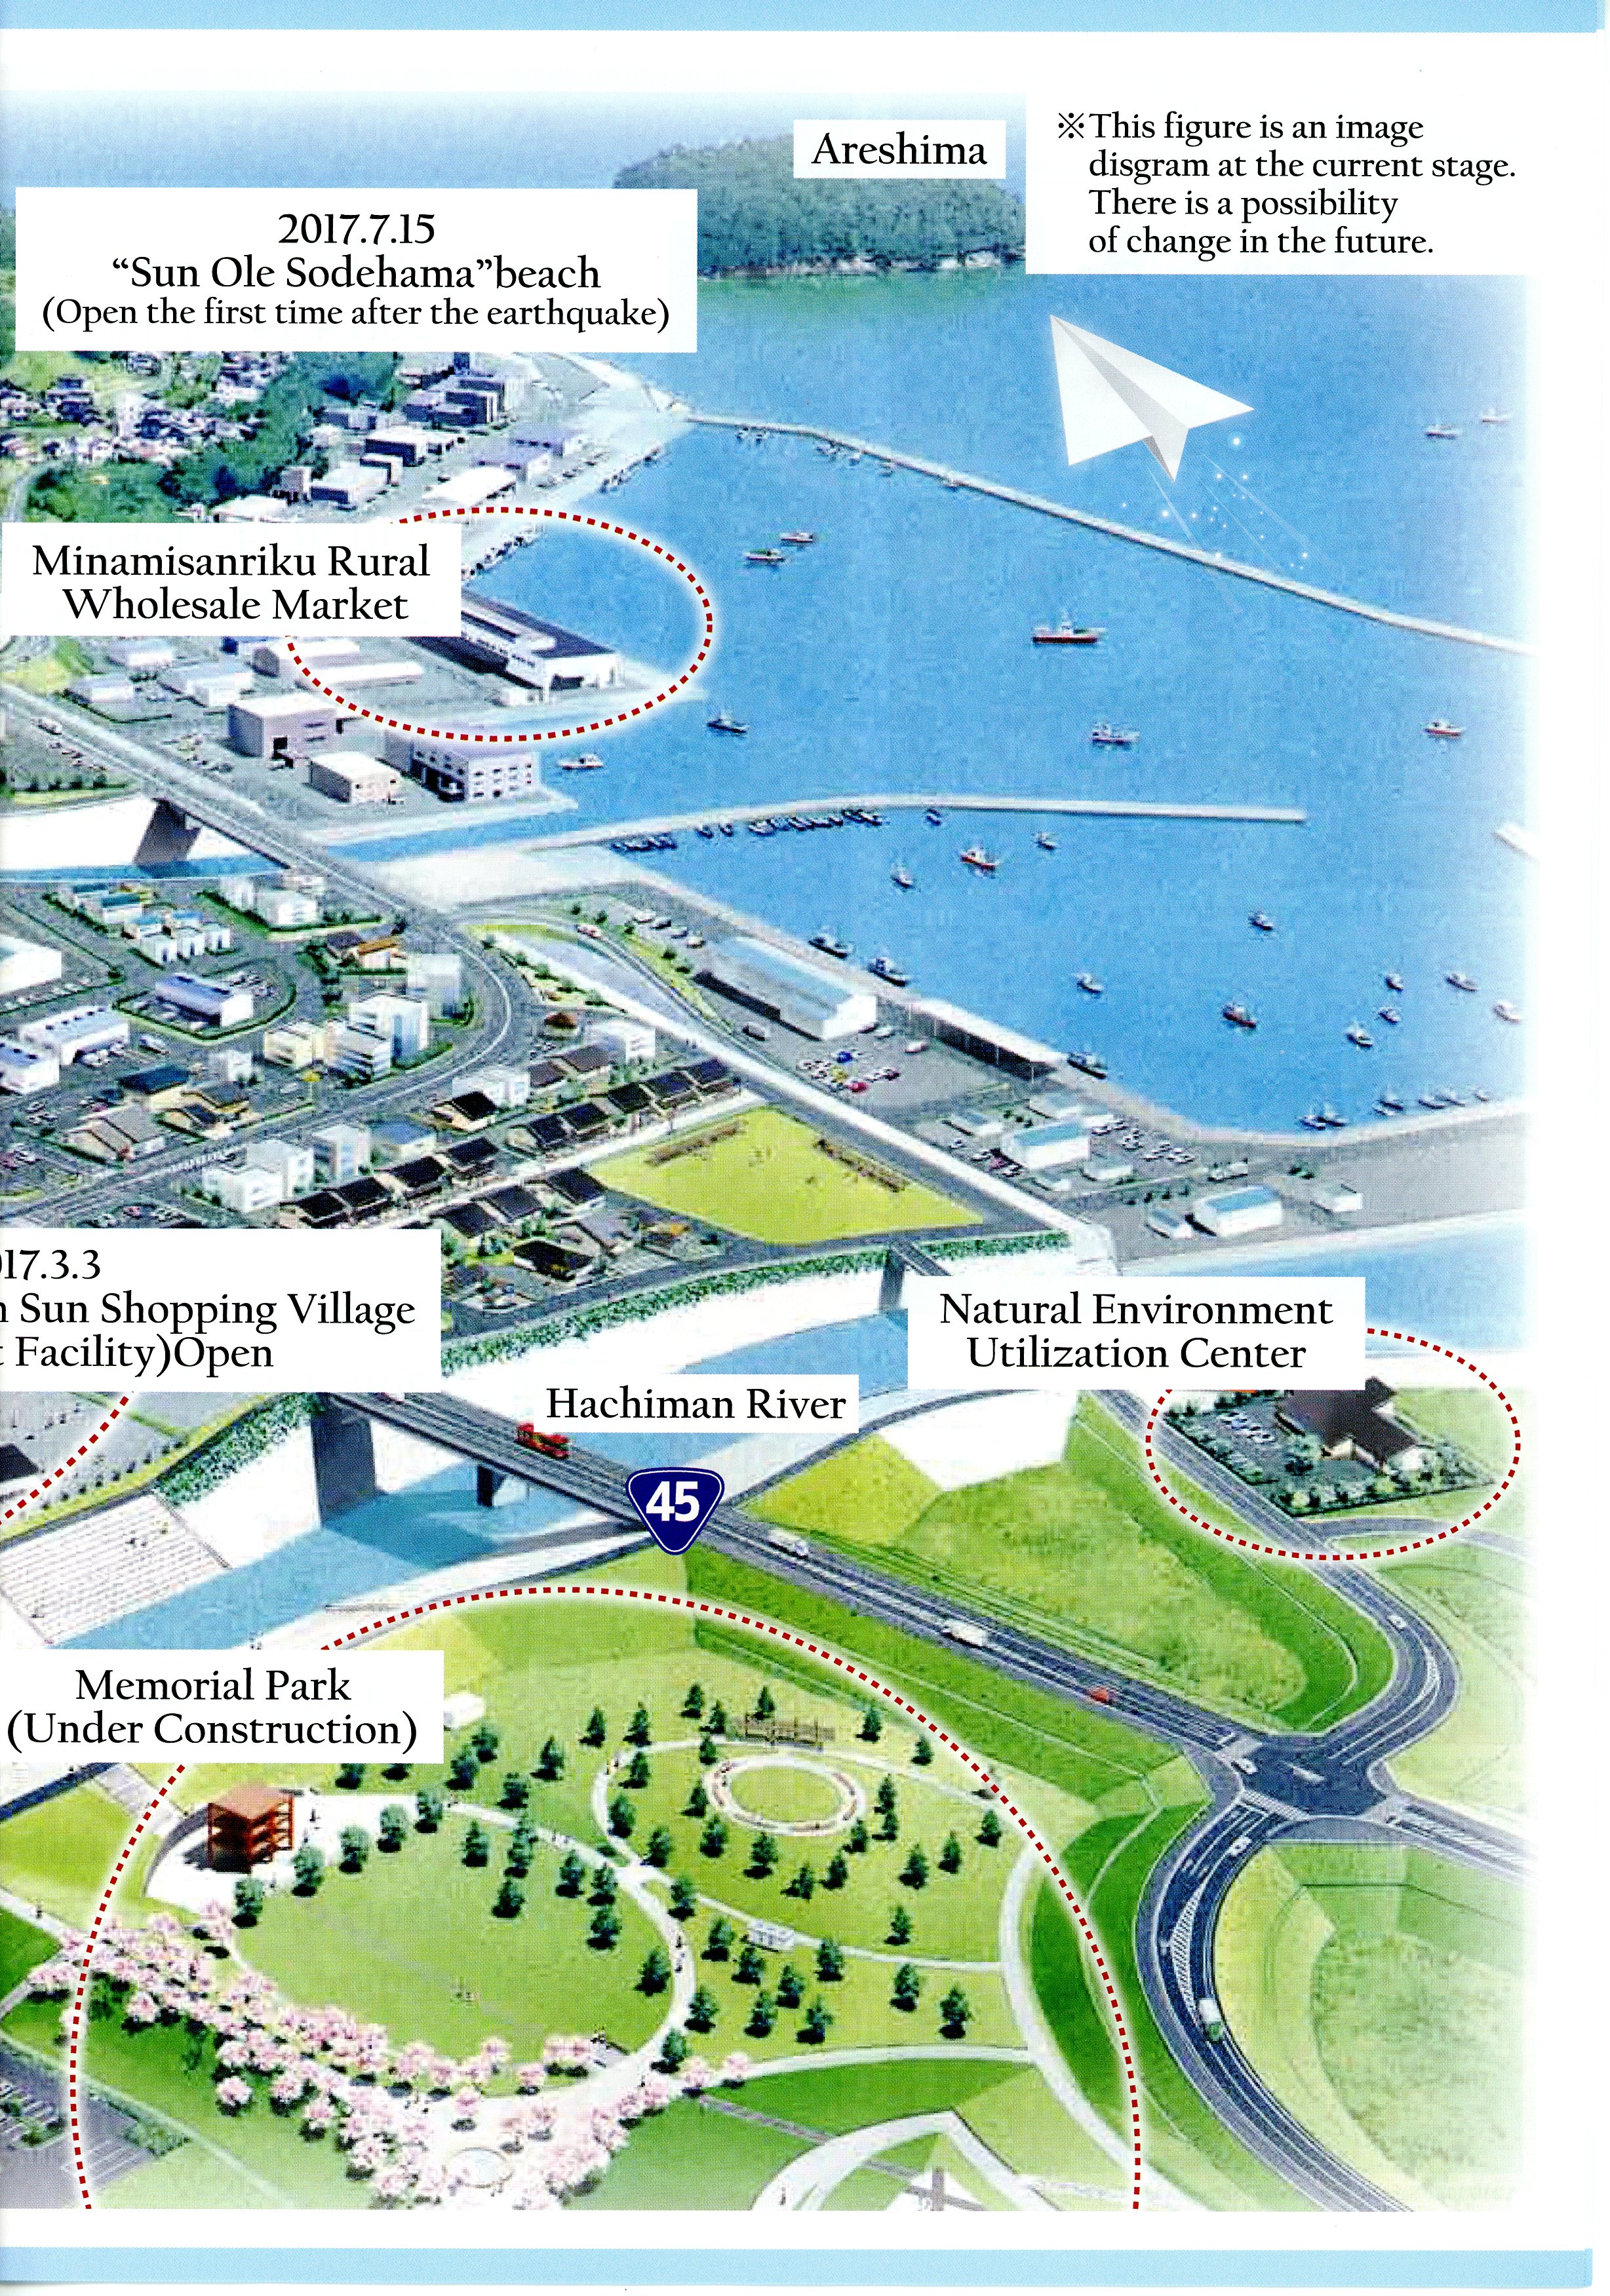 Areshima
※This figure is an image
disgram at the current stage.
There is a possibility
of change in the future.
2017.7.15
“Sun Ole Sodehama”beach
(Open the first time after the earthquake)
Minamisanriku Rural
Wholesale Market
17.3.3
Sun Shopping Village
Facility)Open
Natural Environment
Utilization Center
Hachiman River
45
Memorial Park
(Under Construction)